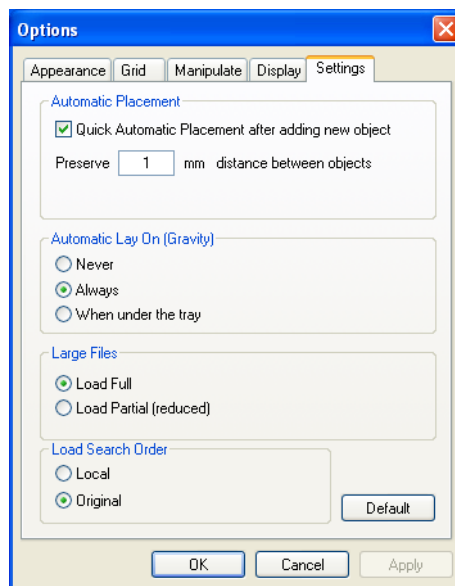 Options
Appearance Grid Manipulate Display Settings
Automatic Placement
Quick Automatic Placement after adding new object
Preserve 1 mm distance between objects
Automatic Lay On (Gravity)
Never
Always
When under the tray
Large Files
Load Full
Load Partial (reduced)
Load Search Order
Local
Original
Default
OK Cancel Apply